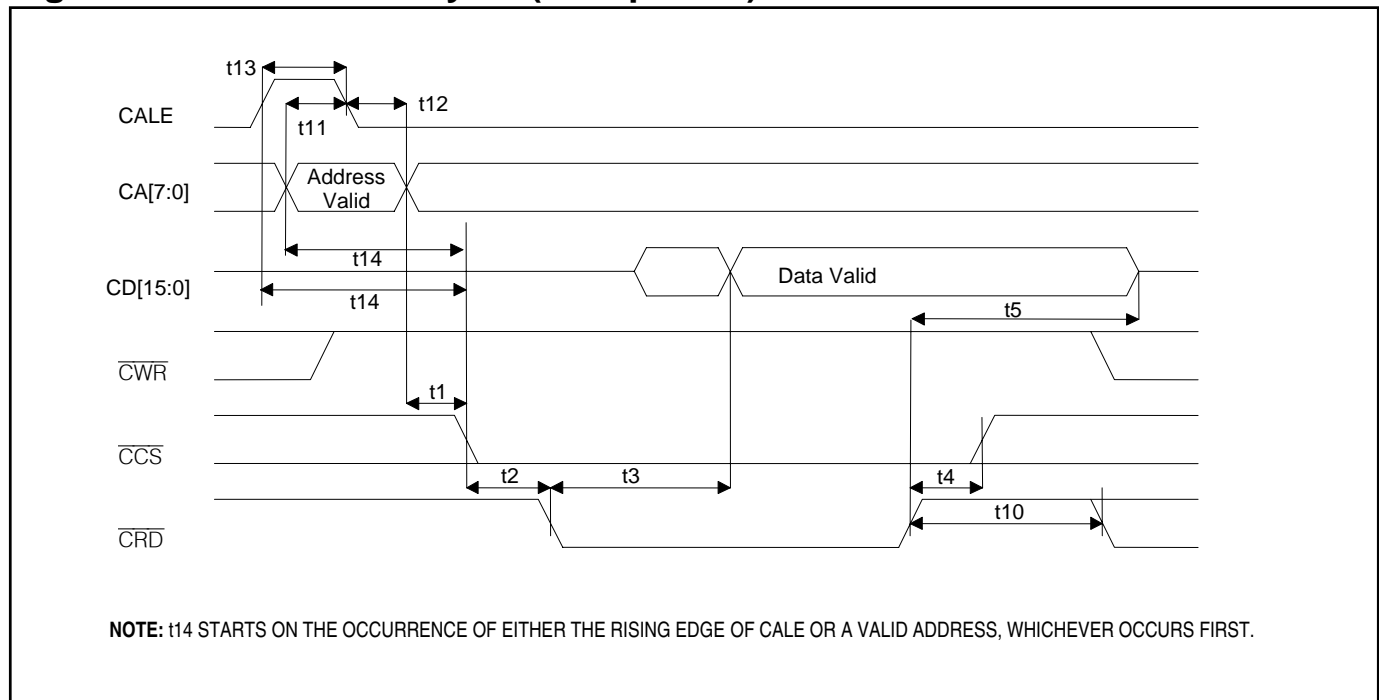 t13
t12
CALE
t11
CA[7:0]
Address
Valid
t14
CD[15:0]
Data Valid
t14
t5
CWR
t1
CCS
t2
t3
t4
t10
CRD
NOTE: t14 STARTS ON THE OCCURRENCE OF EITHER THE RISING EDGE OF CALE OR A VALID ADDRESS, WHICHEVER OCCURS FIRST.